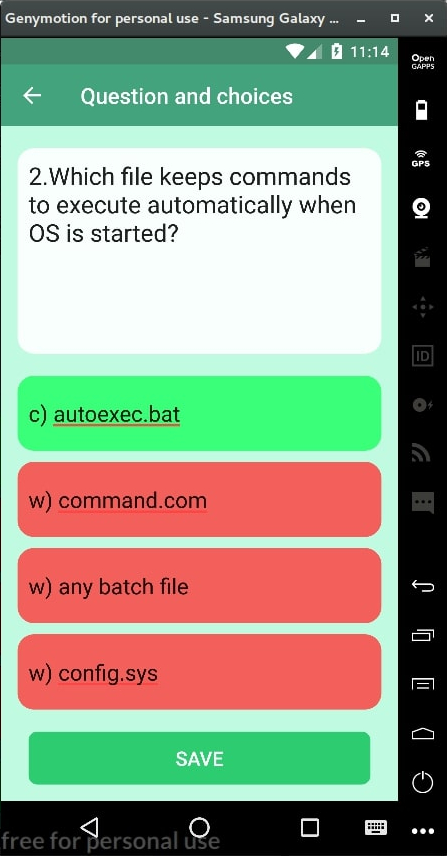 Genymotion for personal use - Samsung Galaxy ...
11:14
Open
GAPPS
Question and choices
GPS
2.Which file keeps commands
to execute automatically when
OS is started?
ID
c) autoexec.bat
w) command.com
w) any batch file
w) config.sys
SAVE
free for personal use